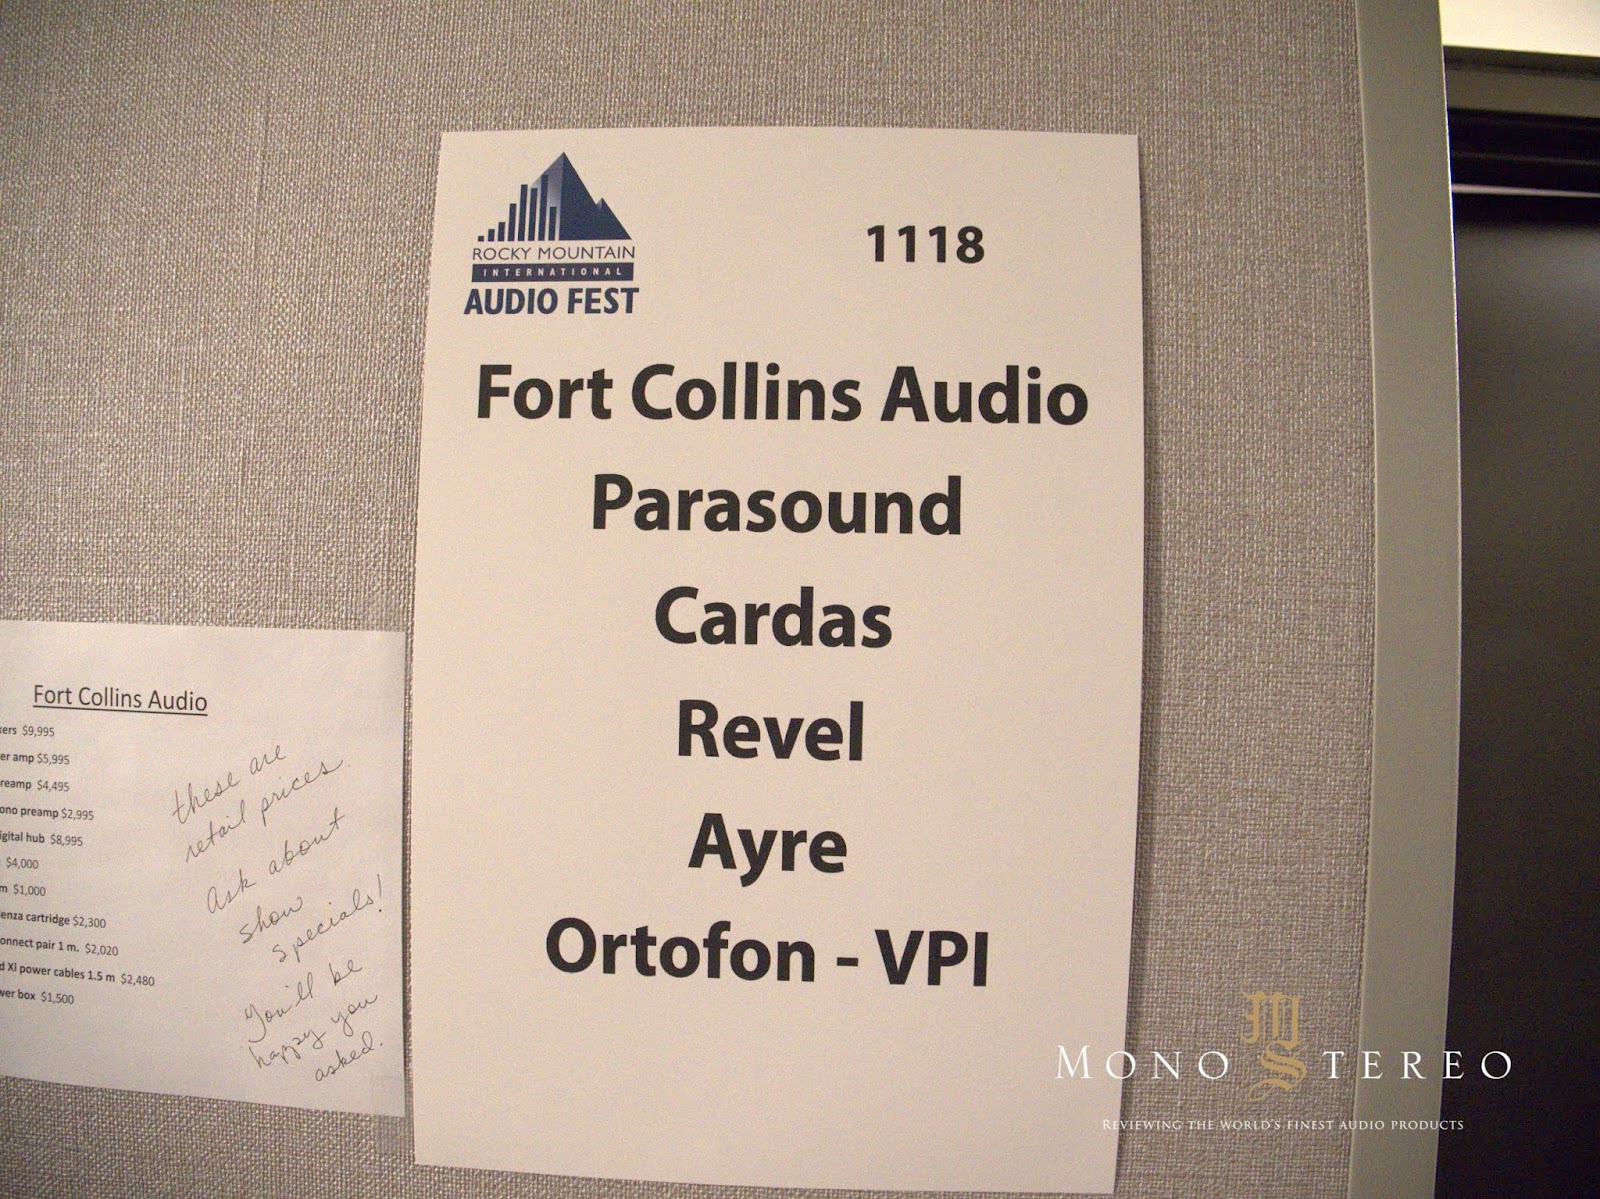 ROCKY MOUNTAIN
INTERNATIONAL
AUDIO FEST
1118
Fort Collins Audio
Parasound
Cardas
Revel
Ayre
Ortofon - VPI
Fort Collins Audio
$9,995
amp $5,995
$4,495
preamp $2,995
hub $8,995
$4,000
$1,000
cartridge $2,300
pair 1 m. $2,020
XI power cables 1.5 m $2,480
box $1,500
these are
retail prices.
Ask about
show
specials!
You'll be
happy you
asked.
MONO STEREO
REVIEWING THE WORLD'S FINEST AUDIO PRODUCTS